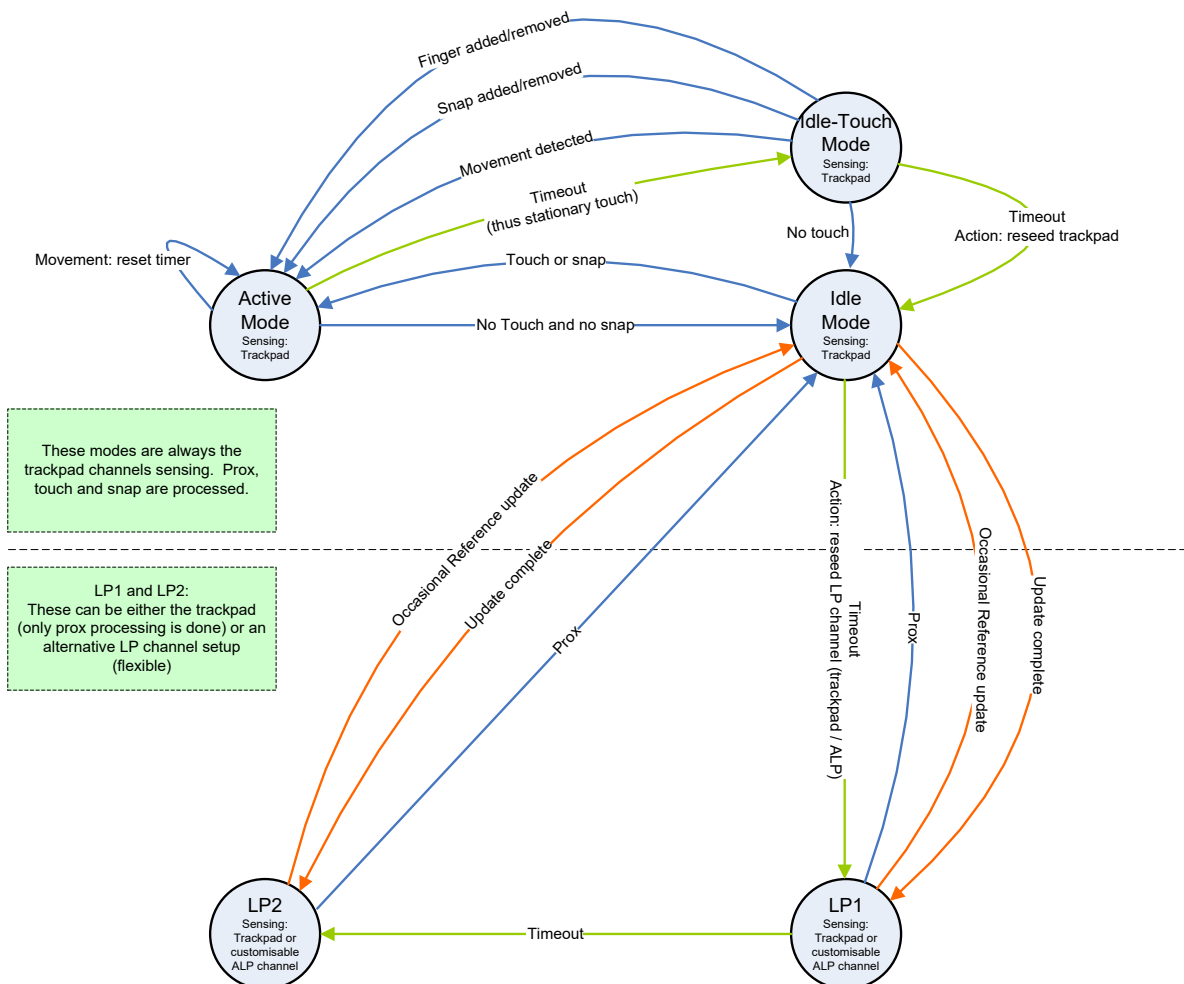 Finger added/removed
Snap added/removed
Movement detected
Idle-Touch
Mode
Sensing:
Trackpad
Timeout
(thus stationary touch)
Timeout
Action: reseed trackpad
No touch
Movement: reset timer
Touch or snap
Active
Mode
Sensing:
Trackpad
No Touch and no snap
Idle
Mode
Sensing:
Trackpad
These modes are always the
trackpad channels sensing.  Prox,
touch and snap are processed.
LP1 and LP2:
These can be either the trackpad
(only prox processing is done) or an
alternative LP channel setup
(flexible)
Occasional Reference update
Update complete
Prox
Timeout
Action: reseed LP channel (trackpad / ALP)
Prox
Occasional Reference update
Update complete
LP2
Sensing:
Trackpad or
customisable
ALP channel
Timeout
LP1
Sensing:
Trackpad or
customisable
ALP channel